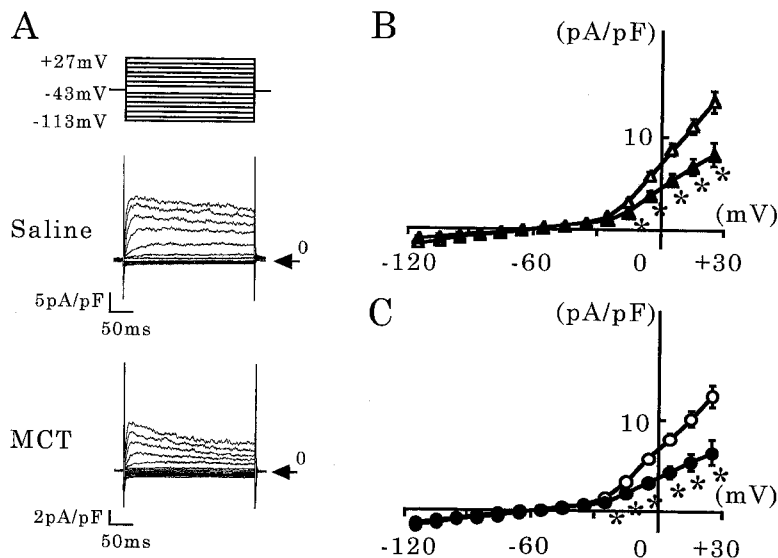 A
+27mV
-43mV
-113mV
Saline
0
5pA/pF
50ms
MCT
0
2pA/pF
50ms
B
(pA/pF)
10
* * * * *
(mV)
-120
-60
0
+30
C
(pA/pF)
10
* * * * * *
(mV)
-120
-60
0
+30